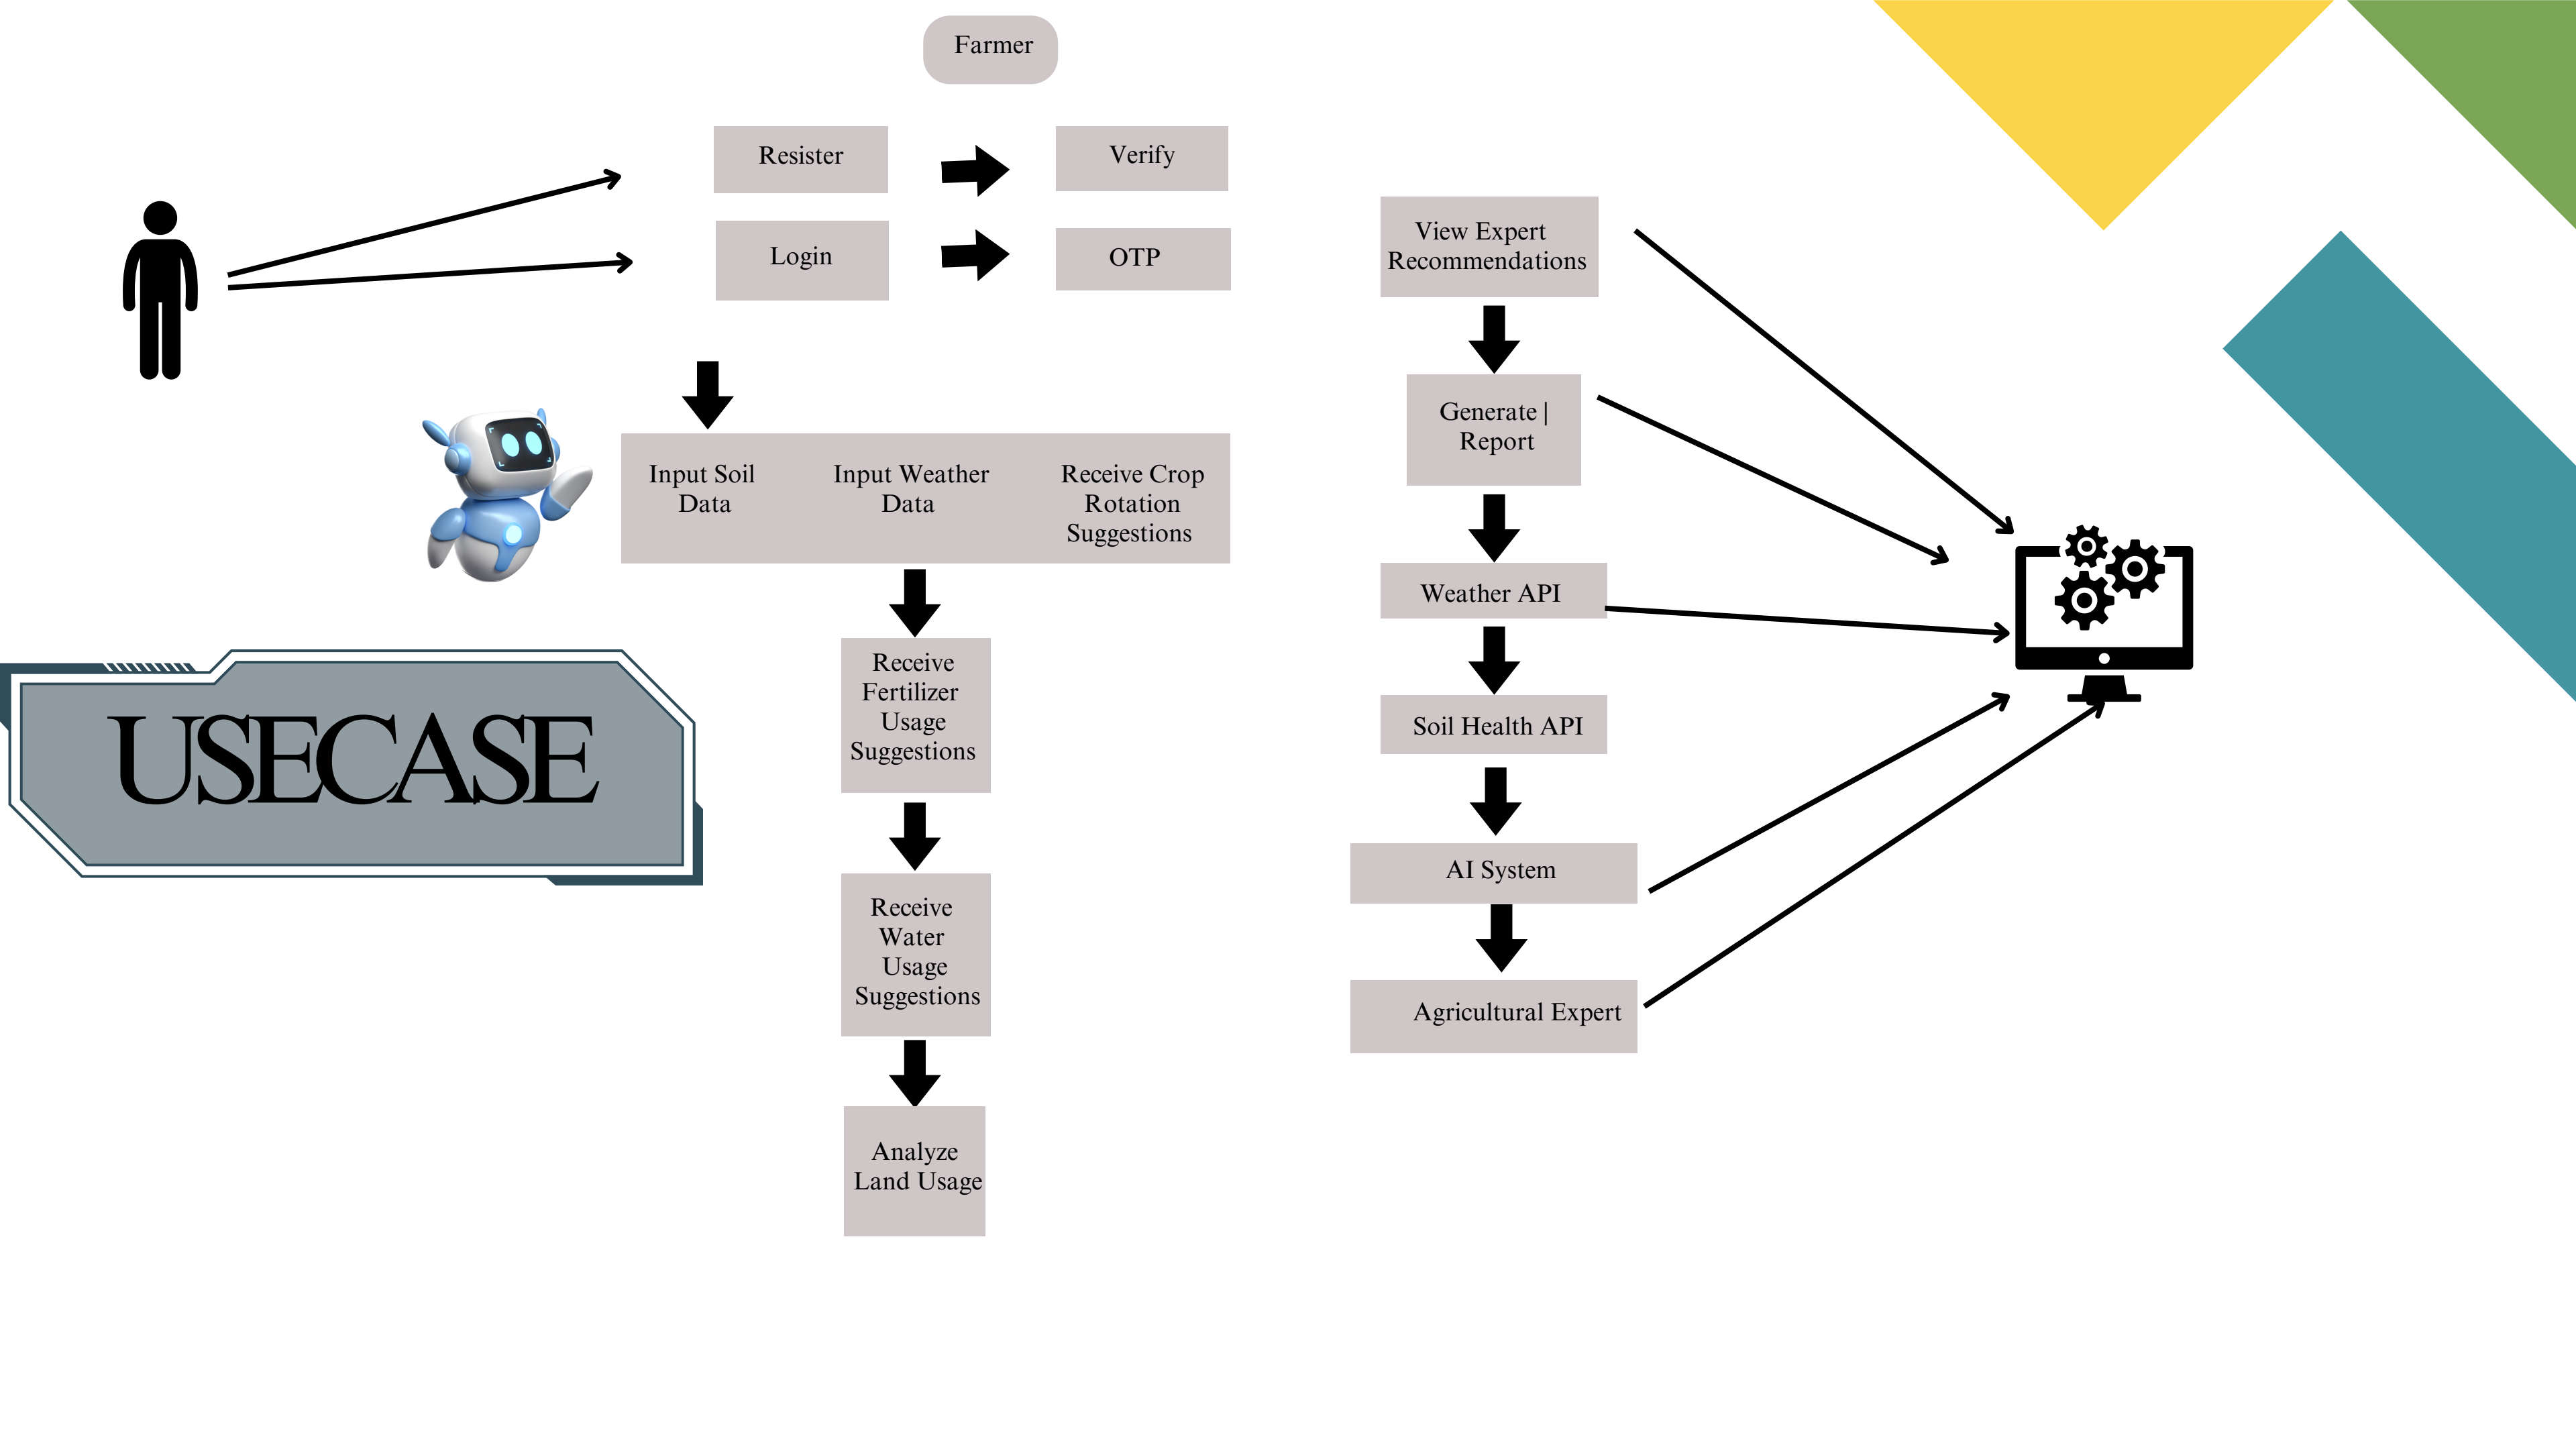 Farmer
Resister
Verify
Login
OTP
Input Soil
Data
Input Weather
Data
Receive Crop
Rotation
Suggestions
Receive
Fertilizer
Usage
Suggestions
Receive
Water
Usage
Suggestions
Analyze
Land Usage
USECASE
View Expert
Recommendations
Generate |
Report
Weather API
Soil Health API
AI System
Agricultural Expert